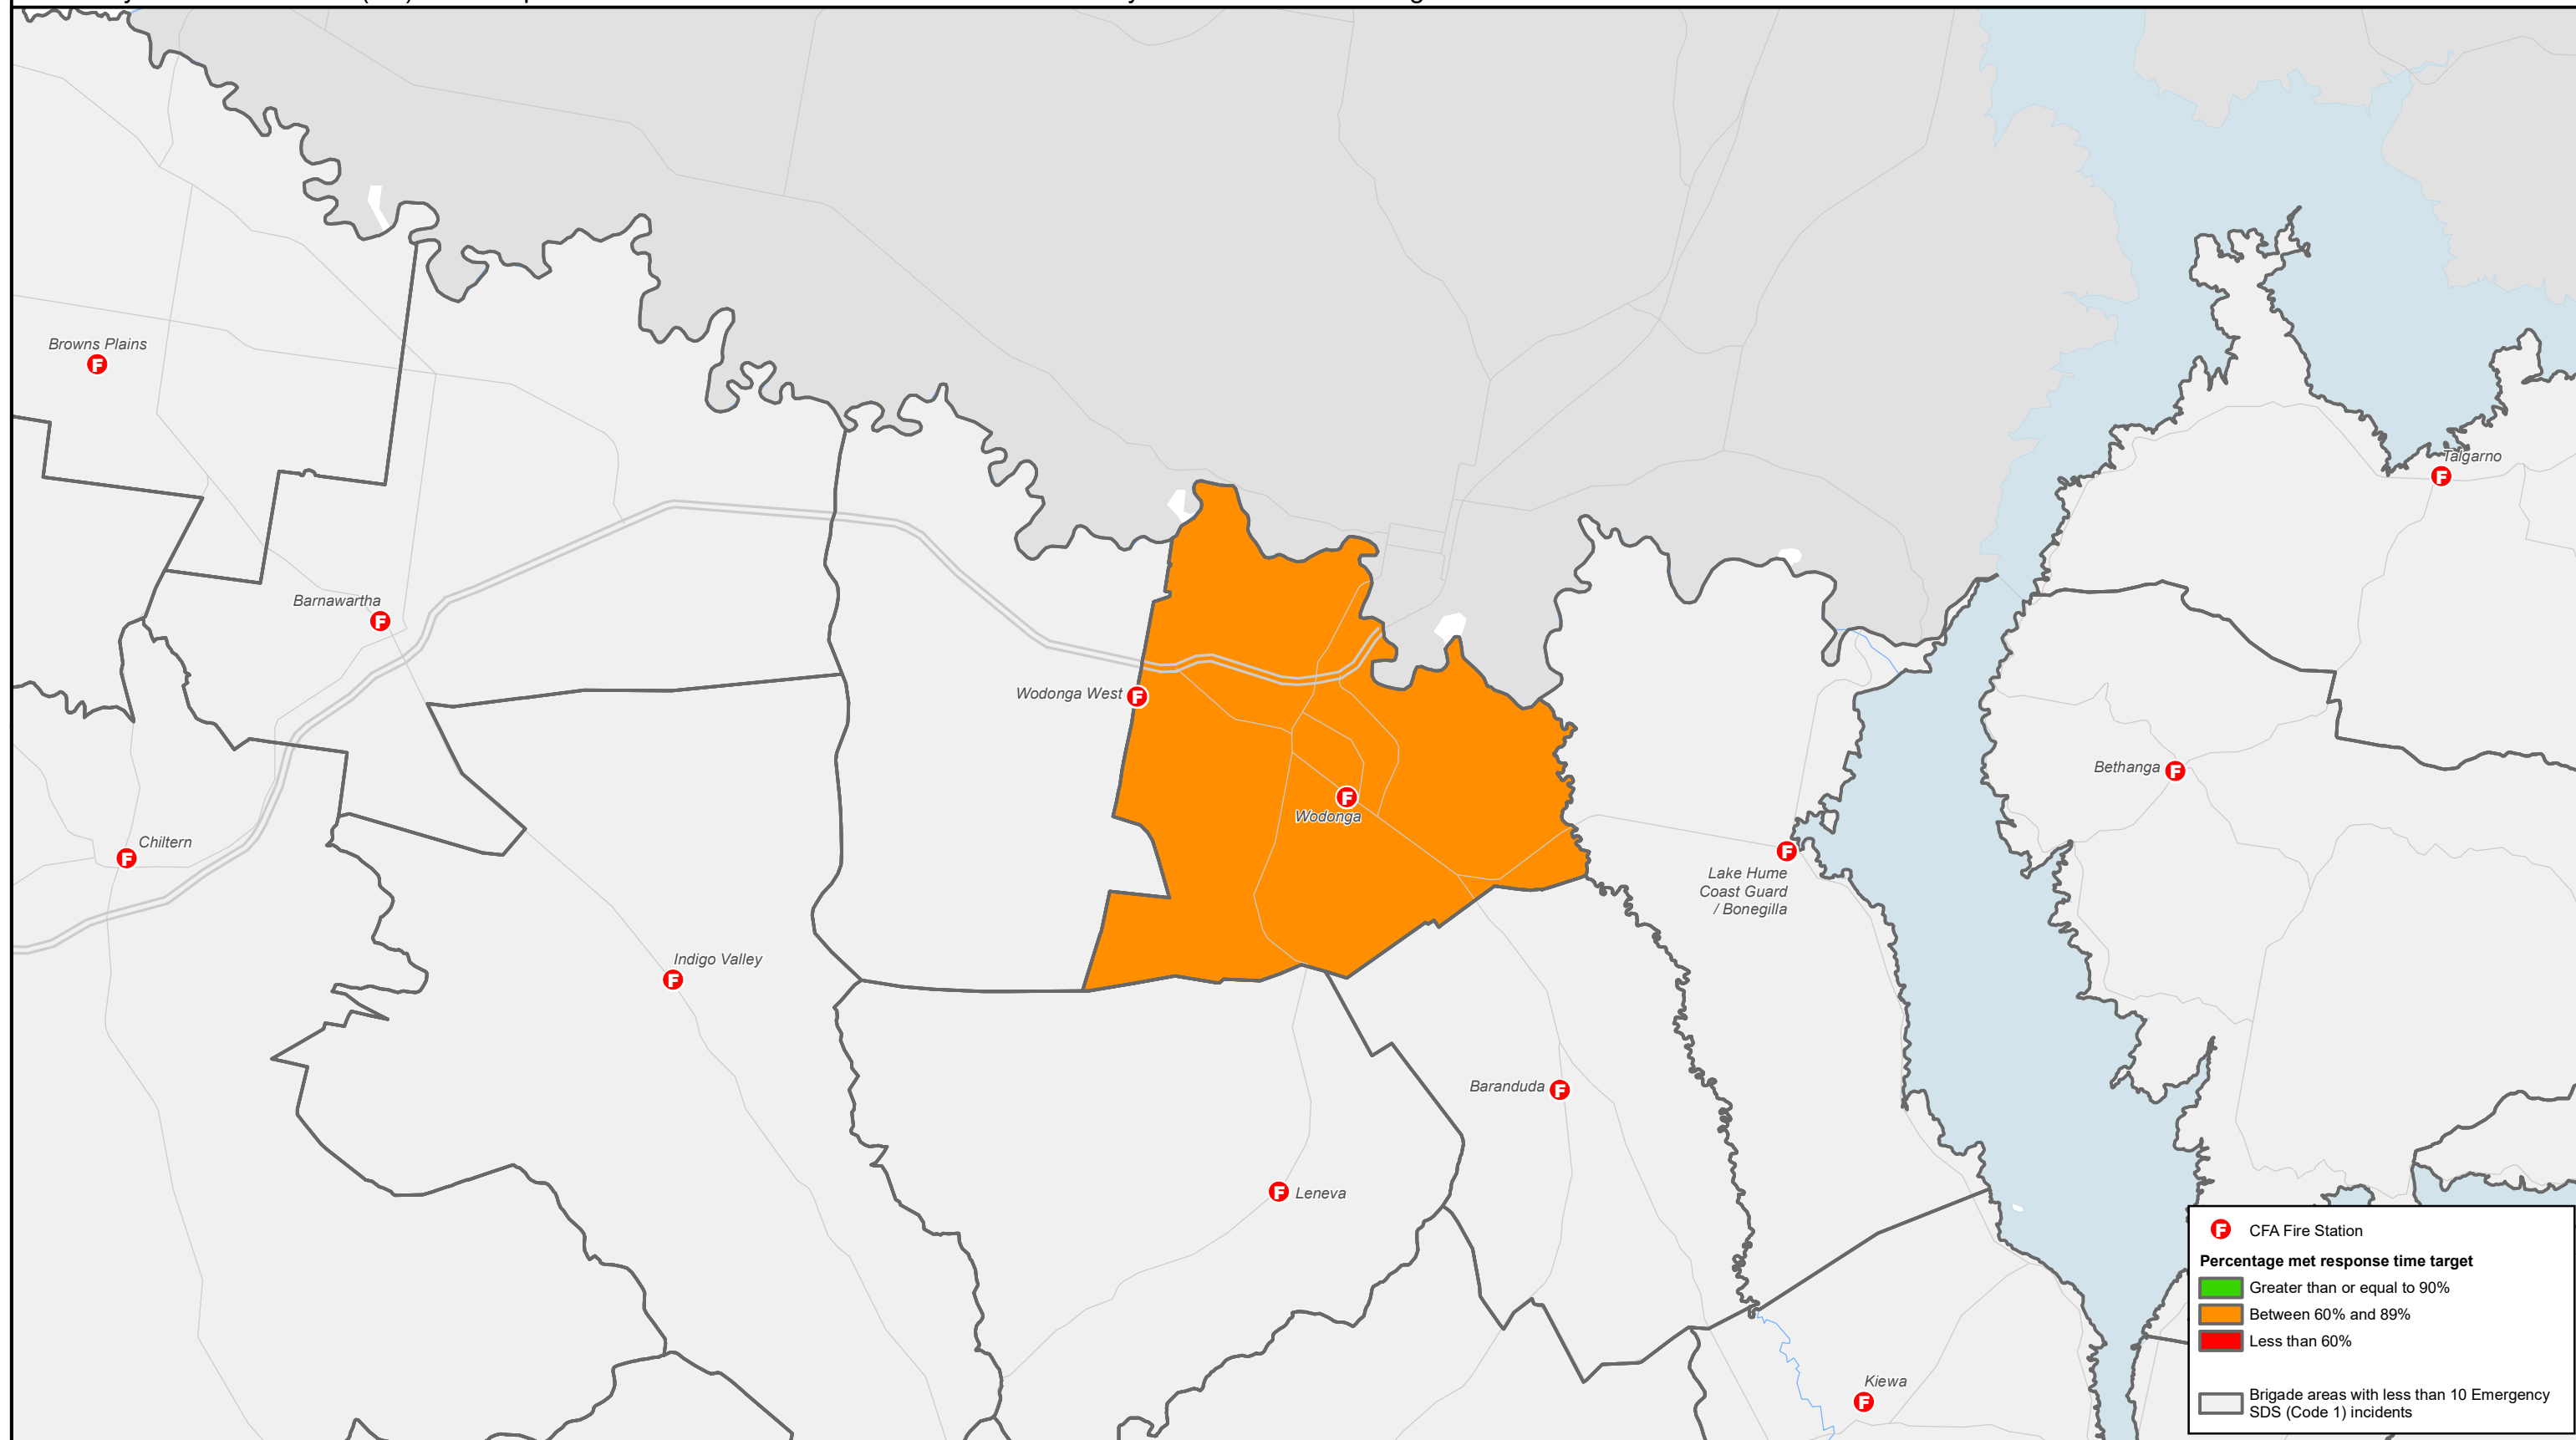 Browns Plains
F
Talgarno
F
Barnawartha
F
Wodonga West
F
Bethanga
F
F
Wodonga
Chiltern
F
F
Lake Hume
Coast Guard
/ Bonegilla
Indigo Valley
F
Baranduda
F
F
Leneva
Kiewa
F
F
CFA Fire Station
Percentage met response time target
Greater than or equal to 90%
Between 60% and 89%
Less than 60%
Brigade areas with less than 10 Emergency
SDS (Code 1) incidents